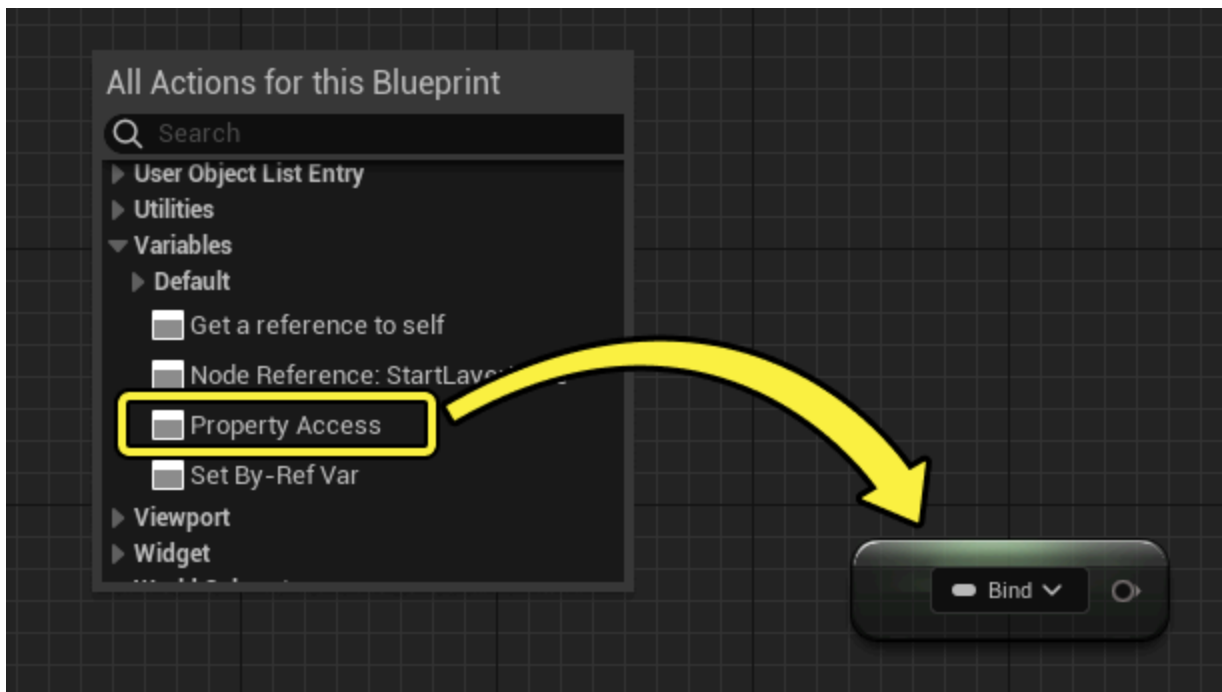 All Actions for this Blueprint
Search
User Object List Entry
Utilities
Variables
Default
Get a reference to self
Node Reference:
Property Access
Set By-Ref Var
Viewport
Widget
Bind